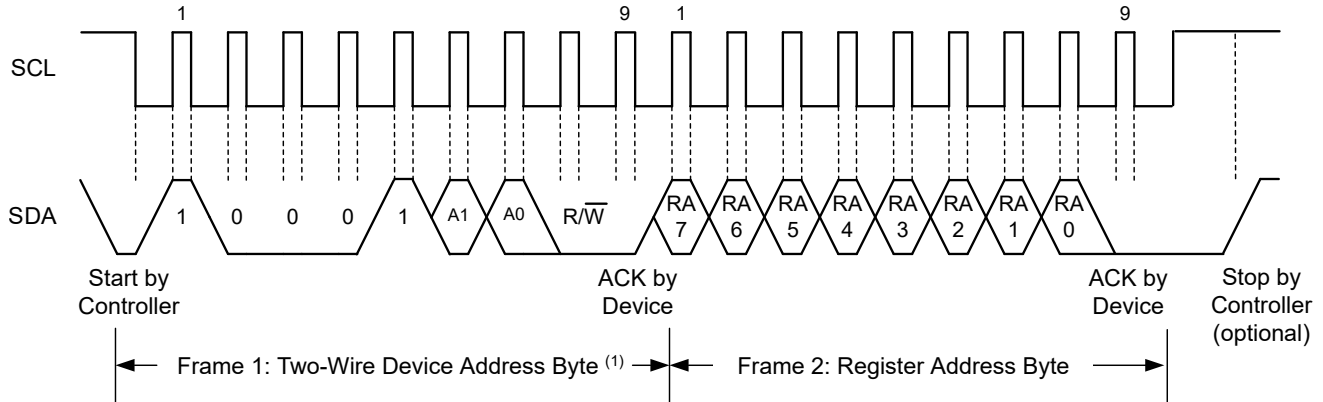 1 9 1 9
SCL
SDA
1 0 0 0 1 A1 A0 R/W̅ RA RA RA RA RA RA RA RA
7 6 5 4 3 2 1 0
Start by ACK by ACK by Stop by
Controller Device Device Controller
(optional)
Frame 1: Two-Wire Device Address Byte (1) Frame 2: Register Address Byte